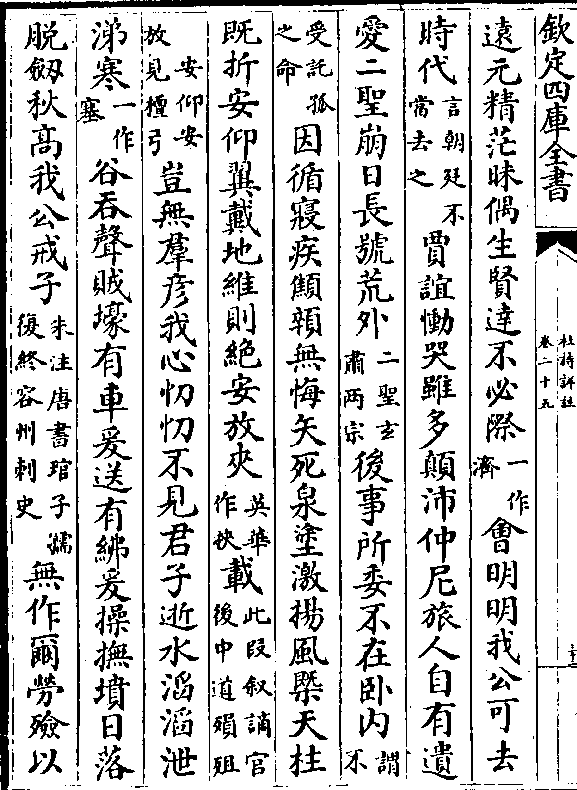 欽定四庫全書
杜詩詳註
卷二十五
遠元精茫昧偶生賢達不必際一作濟會明明我公可去
時代言朝廷不當去之賈誼慟哭雖多顛沛仲尼旅人自有遺
愛二聖崩日長號荒外二聖玄肅兩宗後事所委不在卧内謂不
受託孤之命因循寢疾顦顇無悔矢死泉塗激揚風槩天柱
既折安仰翼戴地維則絶安放夾英華作挾載此段叙謫官後中道殞殂
安仰安放見檀弓豈無羣彦我心忉忉不見君子逝水滔滔泄
涕寒一作塞谷吞聲賊壕有車爰送有紼爰操撫墳日落
脱劒秋高我公戒子朱注唐書琯子孺復終容州刺史無作爾勞殮以